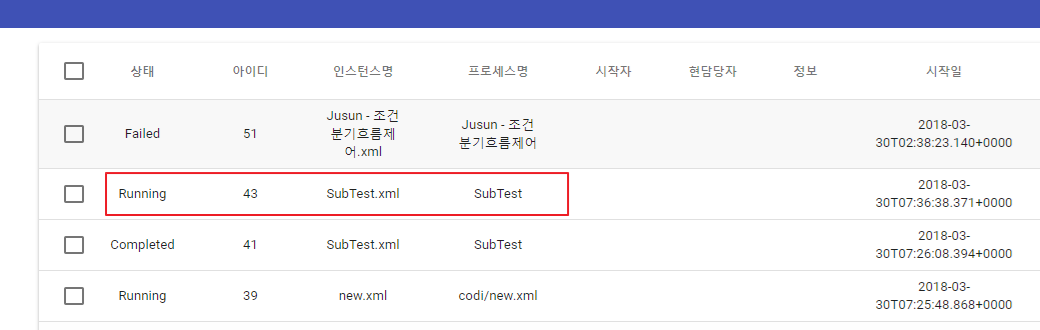 상태 아이디 인스턴스명 프로세스명 시작자 현담당자 정보 시작일
Failed 51 Jusun - 조건 Jusun - 조건 2018-03-
분기흐름제 분기흐름제어 30T02:38:23.140+0000
어.xml
Running 43 SubTest.xml SubTest 2018-03-
30T07:36:38.371+0000
Completed 41 SubTest.xml SubTest 2018-03-
30T07:26:08.394+0000
Running 39 new.xml codi/new.xml 2018-03-
30T07:25:48.868+0000